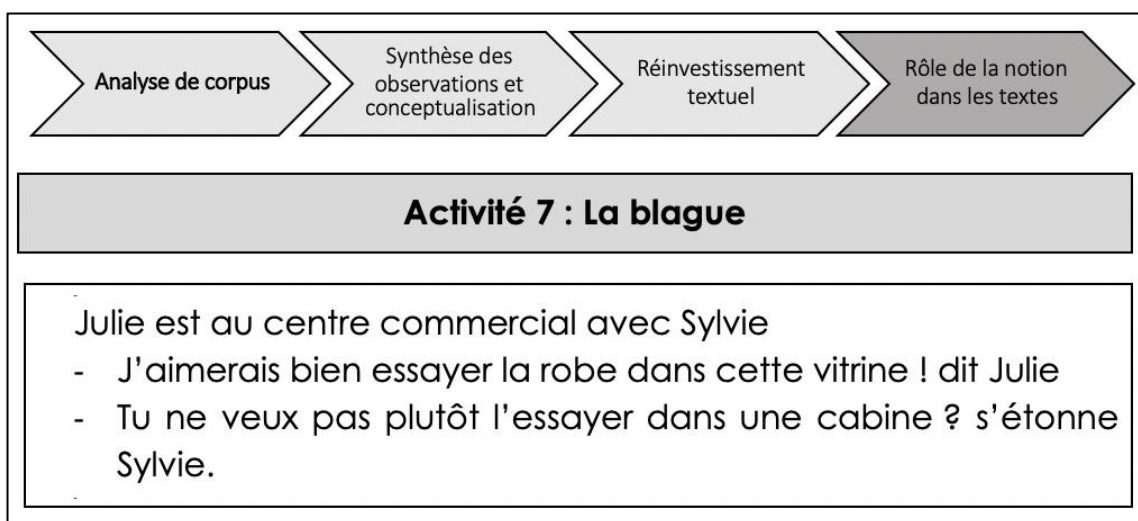 Analyse de corpus
Synthèse des
observations et
conceptualisation
Réinvestissement
textuel
Rôle de la notion
dans les textes
Activité 7 : La blague
Julie est au centre commercial avec Sylvie
- J'aimerais bien essayer la robe dans cette vitrine ! dit Julie
- Tu ne veux pas plutôt l'essayer dans une cabine ? s'étonne
Sylvie.